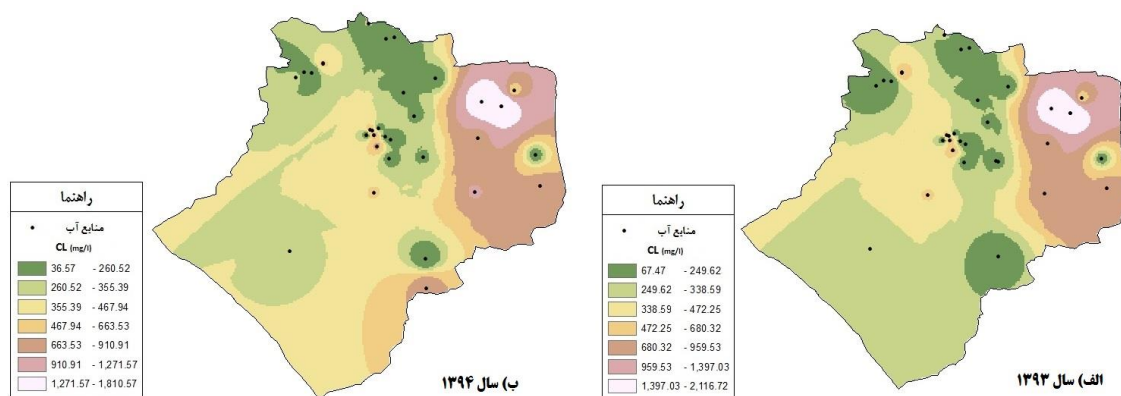 راهنما
منابع آب
CL (mg/l)
67.47 - 249.62
249.62 - 338.59
338.59 - 472.25
472.25 - 680.32
680.32 - 959.53
959.53 - 1,397.03
1,397.03 - 2,116.72
الف) سال ۱۳۹۳
راهنما
منابع آب
CL (mg/l)
36.57 - 260.52
260.52 - 355.39
355.39 - 467.94
467.94 - 663.53
663.53 - 910.91
910.91 - 1,271.57
1,271.57 - 1,810.57
ب) سال ۱۳۹۴